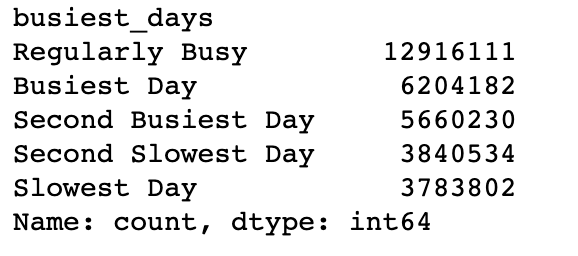 busiest_days
Regularly Busy        12916111
Busiest Day            6204182
Second Busiest Day     5660230
Second Slowest Day     3840534
Slowest Day            3783802
Name: count, dtype: int64